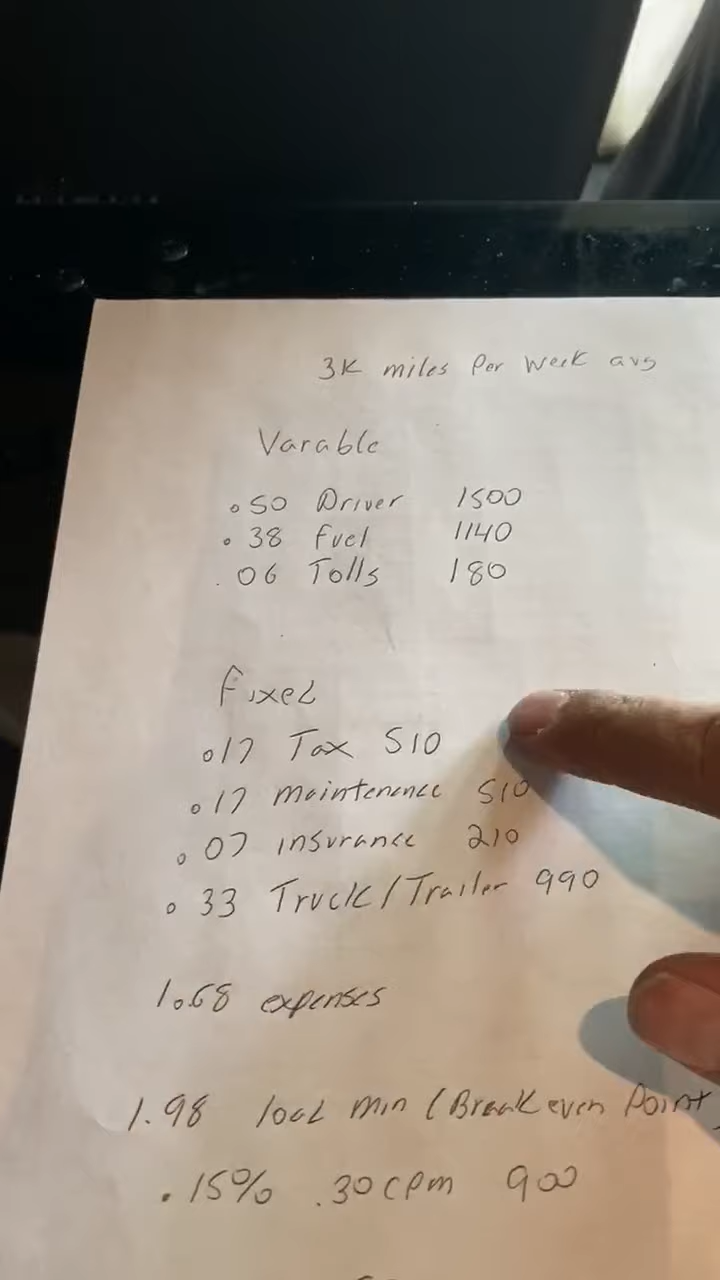 3K miles Per Week avg
Varable
.50 Driver 1500
.38 Fuel 1140
.06 Tolls 180
Fixed
.17 Tax 510
.17 maintenence 510
.07 insurance 210
.33 Truck/Trailer 990
1.68 expenses
1.98 load min (Break even Point)
.15% .30 cpm 900